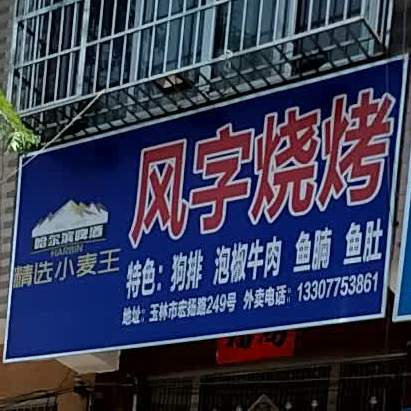 风字烧烤
哈尔滨啤酒
HARBIN
精选小麦王
特色：狗排 泡椒牛肉 鱼腩 鱼肚
地址：玉林市宏扬路249号 外卖电话：13307753861